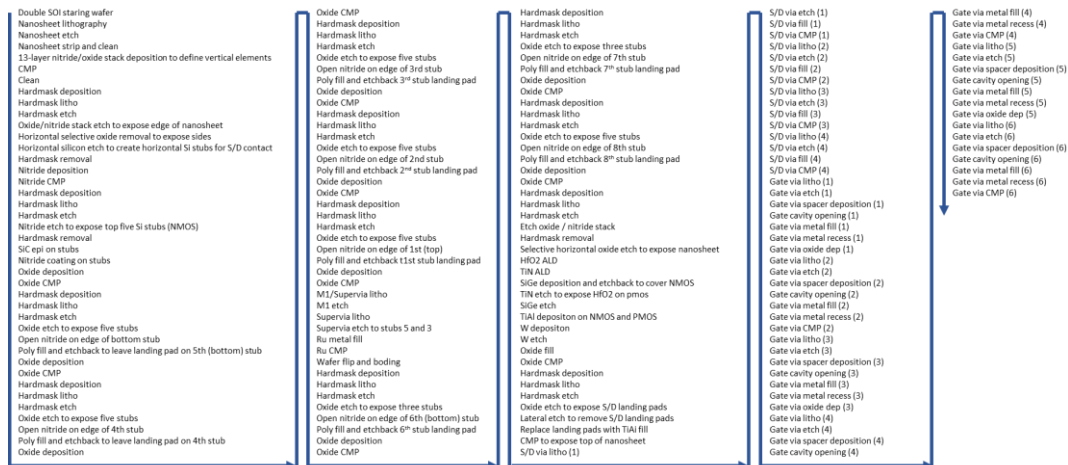 Double SOI staring wafer
Nanosheet lithography
Nanosheet etch
Nanosheet strip and clean
13-layer nitride/oxide stack deposition to define vertical elements
CMP
Clean
Hardmask deposition
Hardmask litho
Hardmask etch
Oxide/nitride stack etch to expose edge of nanosheet
Horizontal selective oxide removal to expose sides
Horizontal silicon etch to create horizontal Si stubs for S/D contact
Hardmask removal
Nitride deposition
Nitride CMP
Hardmask deposition
Hardmask litho
Hardmask etch
Nitride etch to expose top five Si stubs (NMOS)
Hardmask removal
SiC epi on stubs
Nitride coating on stubs
Oxide deposition
Oxide CMP
Hardmask deposition
Hardmask litho
Hardmask etch
Oxide etch to expose five stubs
Open nitride on edge of bottom stub
Poly fill and etchback to leave landing pad on 5th (bottom) stub
Oxide deposition
Oxide CMP
Hardmask deposition
Hardmask litho
Hardmask etch
Oxide etch to expose five stubs
Open nitride on edge of 4th stub
Poly fill and etchback to leave landing pad on 4th stub
Oxide deposition
Oxide CMP
Hardmask deposition
Hardmask litho
Hardmask etch
Oxide etch to expose five stubs
Open nitride on edge of 3rd stub
Poly fill and etchback 3rd stub landing pad
Oxide deposition
Oxide CMP
Hardmask deposition
Hardmask litho
Hardmask etch
Oxide etch to expose five stubs
Open nitride on edge of 2nd stub
Poly fill and etchback 2nd stub landing pad
Oxide deposition
Oxide CMP
Hardmask deposition
Hardmask litho
Hardmask etch
Oxide etch to expose five stubs
Open nitride on edge of 1st (top)
Poly fill and etchback t1st stub landing pad
Oxide deposition
Oxide CMP
M1/Supervia litho
M1 etch
Supervia litho
Supervia etch to stubs 5 and 3
Ru metal fill
Ru CMP
Wafer flip and boding
Hardmask deposition
Hardmask litho
Hardmask etch
Oxide etch to expose three stubs
Open nitride on edge of 6th (bottom) stub
Poly fill and etchback 6th stub landing pad
Oxide deposition
Oxide CMP
Hardmask deposition
Hardmask litho
Hardmask etch
Oxide etch to expose three stubs
Open nitride on edge of 7th stub
Poly fill and etchback 7th stub landing pad
Oxide deposition
Oxide CMP
Hardmask deposition
Hardmask litho
Hardmask etch
Oxide etch to expose five stubs
Open nitride on edge of 8th stub
Poly fill and etchback 8th stub landing pad
Oxide deposition
Oxide CMP
Hardmask deposition
Hardmask litho
Hardmask etch
Etch oxide / nitride stack
Hardmask removal
Selective horizontal oxide etch to expose nanosheet
HfO2 ALD
TiN ALD
SiGe deposition and etchback to cover NMOS
TiN etch to expose HfO2 on pmos
SiGe etch
TiAl depositon on NMOS and PMOS
W depositon
W etch
Oxide fill
Oxide CMP
Hardmask deposition
Hardmask litho
Hardmask etch
Oxide etch to expose S/D landing pads
Lateral etch to remove S/D landing pads
Replace landing pads with TiAi fill
CMP to expose top of nanosheet
S/D via litho (1)
S/D via etch (1)
S/D via fill (1)
S/D via CMP (1)
S/D via litho (2)
S/D via etch (2)
S/D via fill (2)
S/D via CMP (2)
S/D via litho (3)
S/D via etch (3)
S/D via fill (3)
S/D via CMP (3)
S/D via litho (4)
S/D via etch (4)
S/D via fill (4)
S/D via CMP (4)
Gate via litho (1)
Gate via etch (1)
Gate via spacer deposition (1)
Gate cavity opening (1)
Gate via metal fill (1)
Gate via metal recess (1)
Gate via oxide dep (1)
Gate via litho (2)
Gate via etch (2)
Gate via spacer deposition (2)
Gate cavity opening (2)
Gate via metal fill (2)
Gate via metal recess (2)
Gate via CMP (2)
Gate via litho (3)
Gate via etch (3)
Gate via spacer deposition (3)
Gate cavity opening (3)
Gate via metal fill (3)
Gate via metal recess (3)
Gate via oxide dep (3)
Gate via litho (4)
Gate via etch (4)
Gate via spacer deposition (4)
Gate cavity opening (4)
Gate via metal fill (4)
Gate via metal recess (4)
Gate via CMP (4)
Gate via litho (5)
Gate via etch (5)
Gate via spacer deposition (5)
Gate cavity opening (5)
Gate via metal fill (5)
Gate via metal recess (5)
Gate via oxide dep (5)
Gate via litho (6)
Gate via etch (6)
Gate via spacer deposition (6)
Gate cavity opening (6)
Gate via metal fill (6)
Gate via metal recess (6)
Gate via CMP (6)